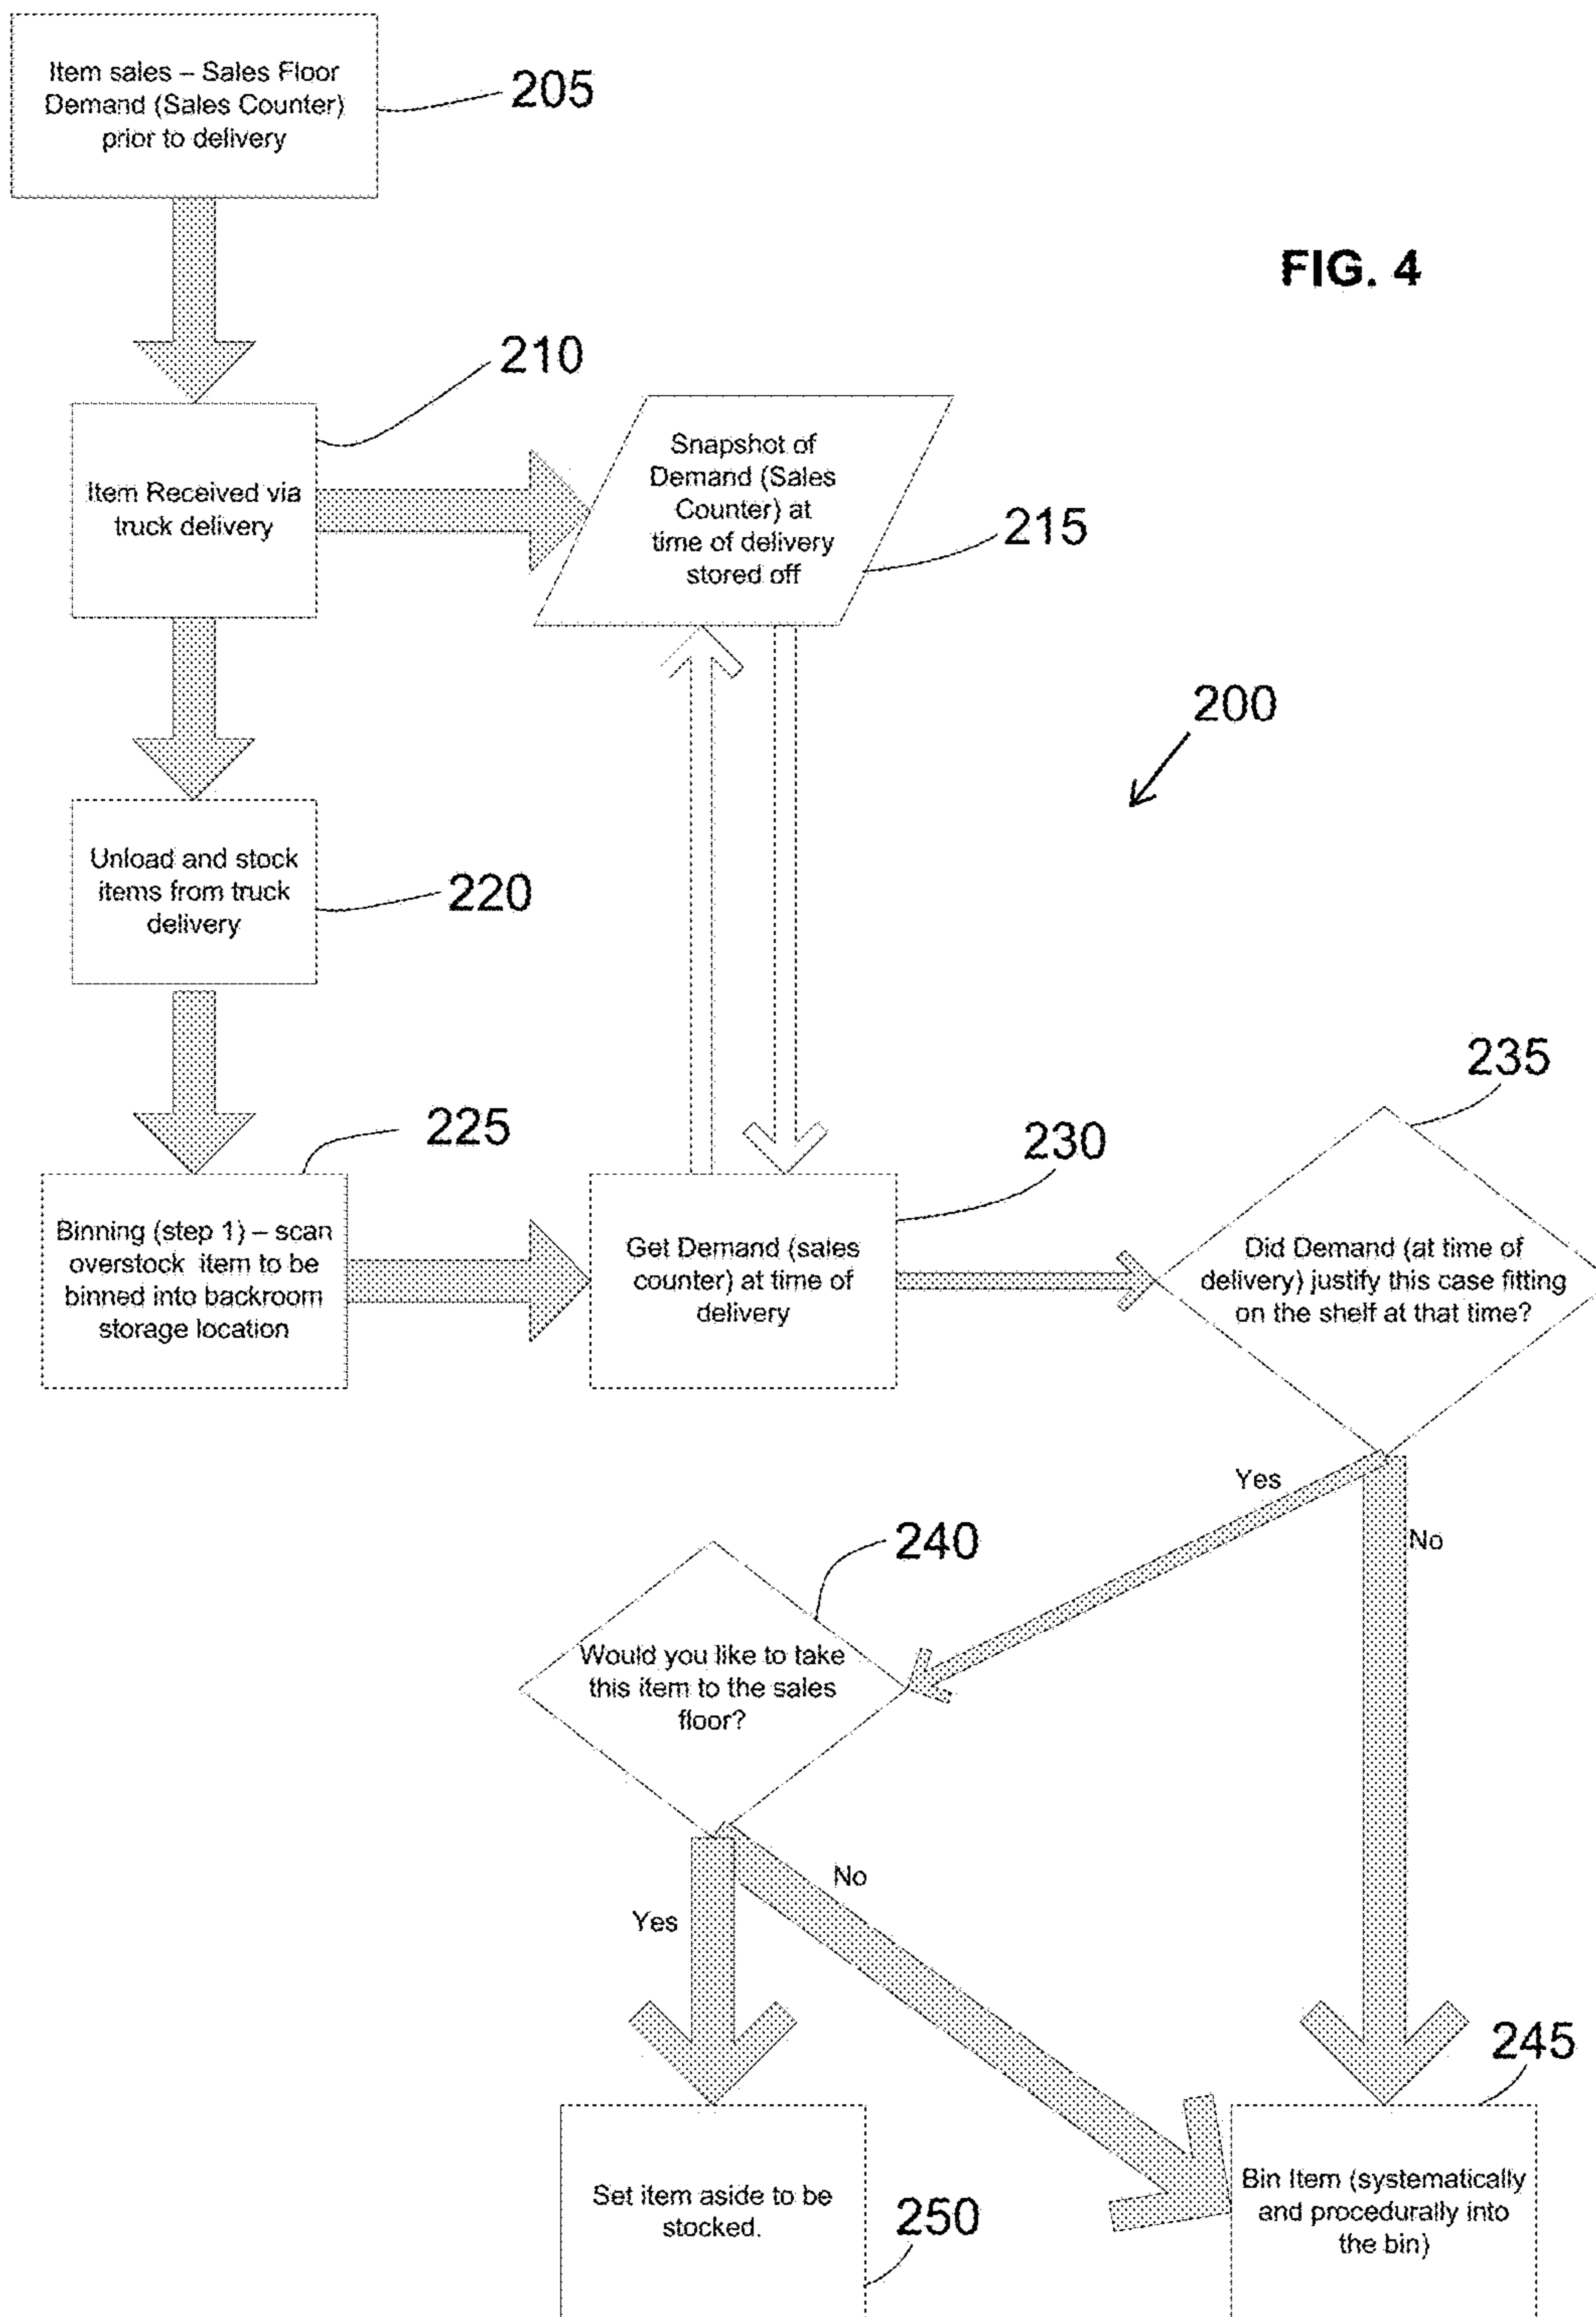 Item sales – Sales Floor
Demand (Sales Counter)
prior to delivery
205
FIG. 4
210
Item Received via
truck delivery
Snapshot of
Demand (Sales
Counter) at
time of delivery
stored off
215
200
Unload and stock
items from truck
delivery
220
225
Binning (step 1) – scan
overstock item to be
binned into backroom
storage location
230
Get Demand (sales
counter) at time of
delivery
235
Did Demand (at time of
delivery) justify this case fitting
on the shelf at that time?
Yes
No
240
Would you like to take
this item to the sales
floor?
Yes
No
Set item aside to be
stocked.
250
245
Bin Item (systematically
and procedurally into
the bin)